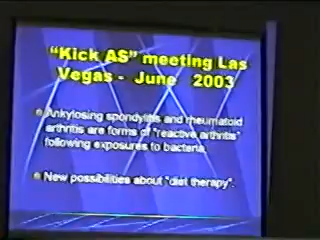 “Kick AS” meeting Las
Vegas - June 2003
Ankylosing spondylitis and rheumatoid
arthritis are forms of “reactive arthritis”
following exposures to bacteria.
New possibilities about “diet therapy”.